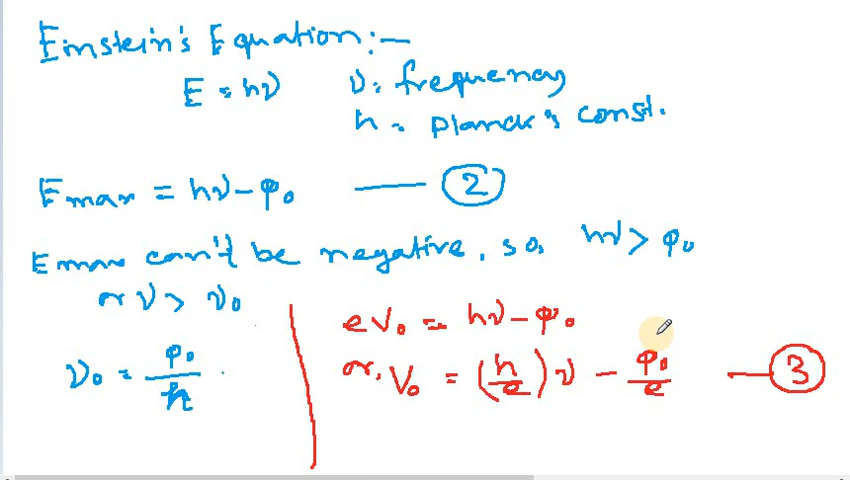 Einstein's Equation:—
E = hν ν = frequency
h = Planck's const.
Emax = hν - φ₀ — ②
Emax can't be negative, so, hν > φ₀
or ν > ν₀
ν₀ = φ₀/h
eV₀ = hν - φ₀
or, V₀ = (h/e)ν - φ₀/e — ③